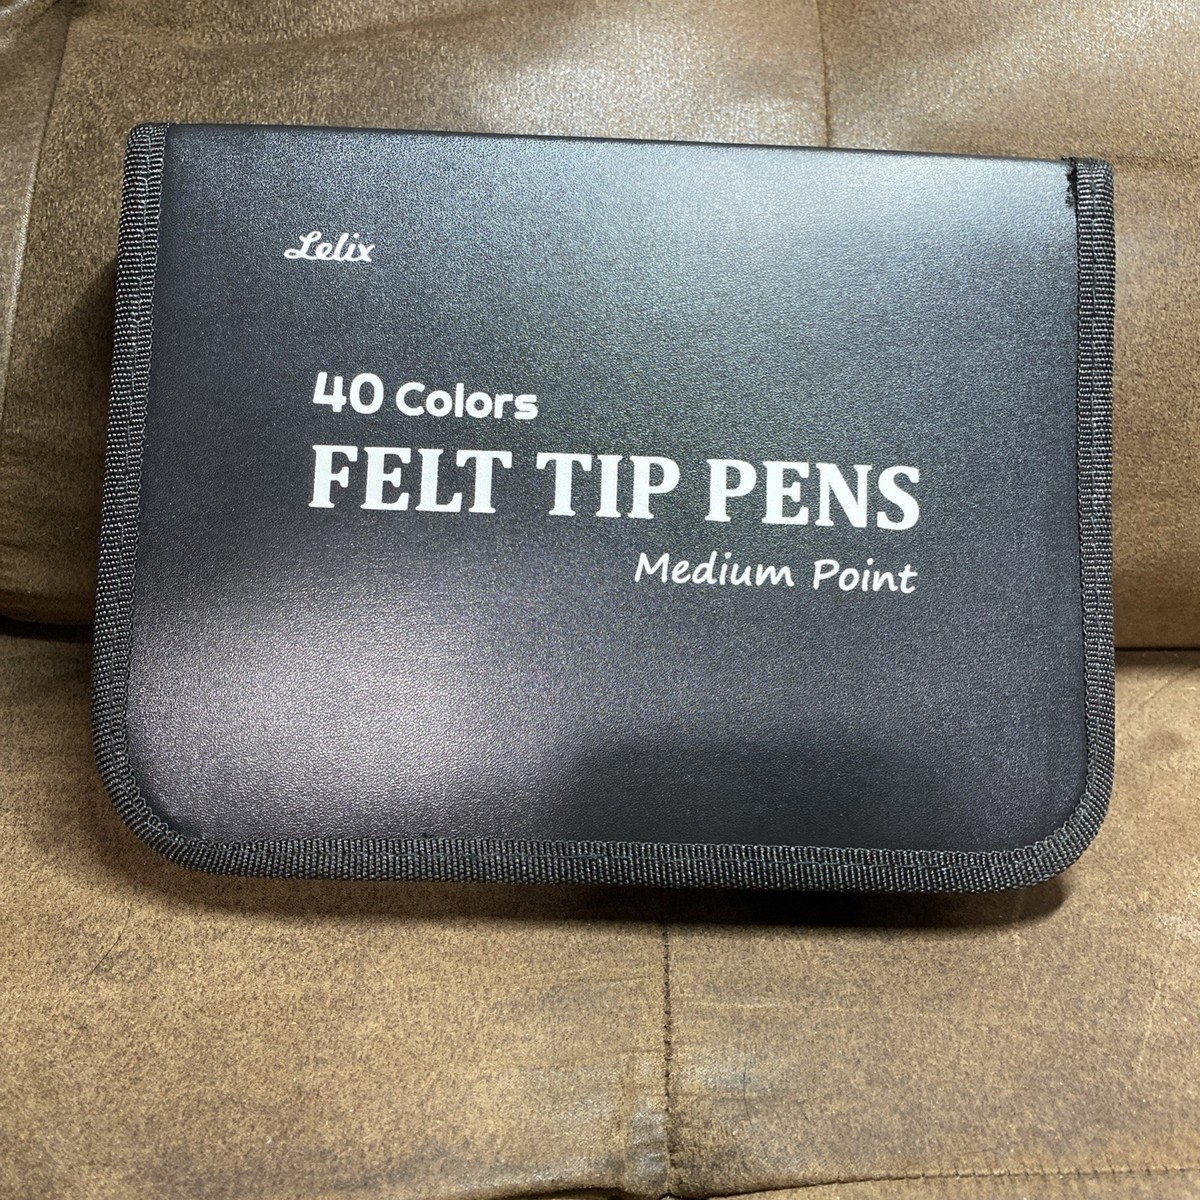 Lelix
40 Colors
FELT TIP PENS
Medium Point